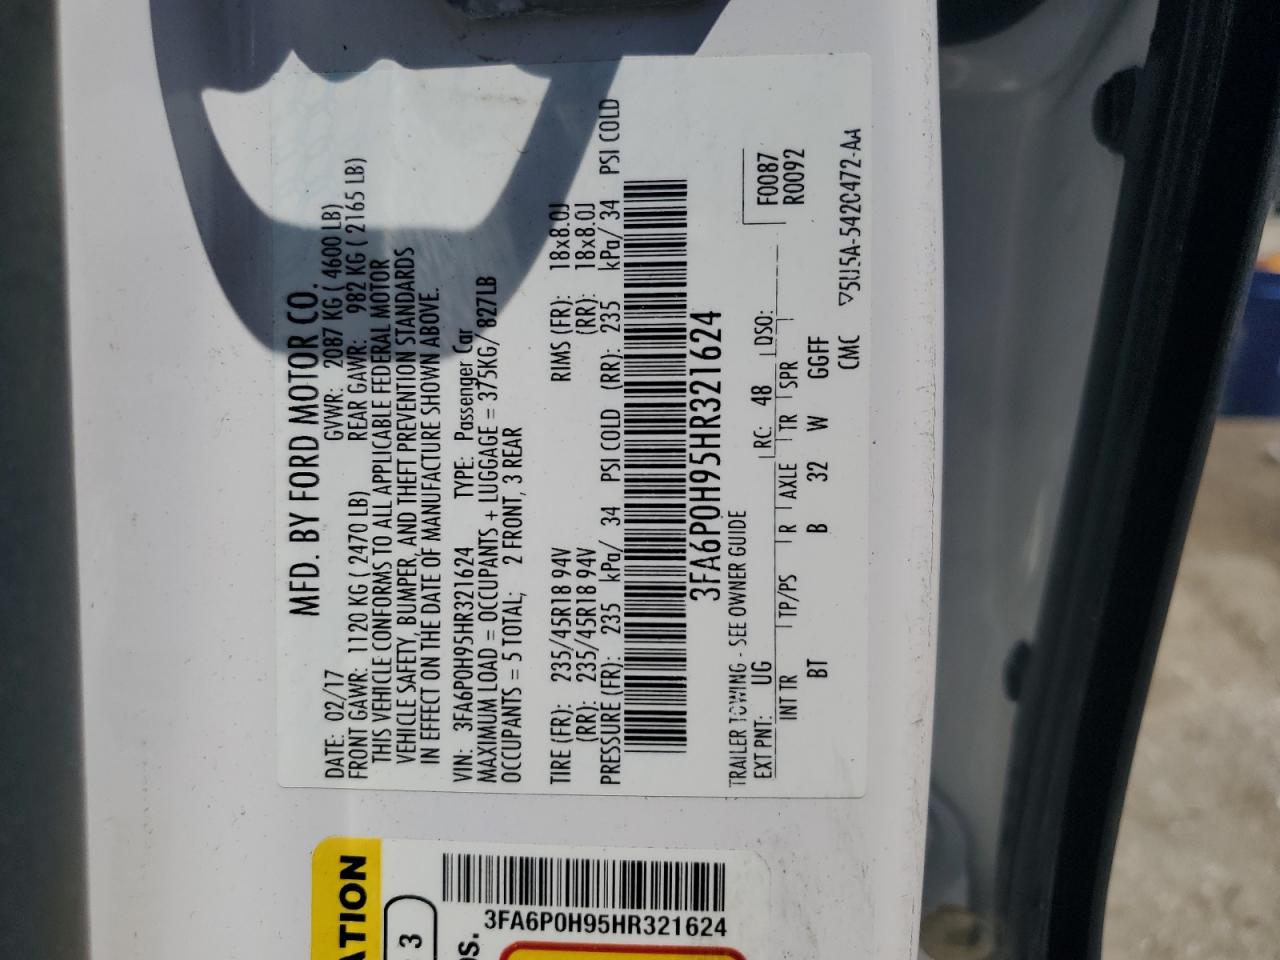 MFD. BY FORD MOTOR CO.
DATE: 02/17 GVWR: 2087 KG ( 4600 LB)
FRONT GAWR: 1120 KG ( 2470 LB) REAR GAWR: 982 KG ( 2165 LB)
THIS VEHICLE CONFORMS TO ALL APPLICABLE FEDERAL MOTOR
VEHICLE SAFETY, BUMPER, AND THEFT PREVENTION STANDARDS
IN EFFECT ON THE DATE OF MANUFACTURE SHOWN ABOVE.
VIN: 3FA6P0H95HR321624 TYPE: Passenger Car
MAXIMUM LOAD = OCCUPANTS + LUGGAGE = 375KG/ 827LB
OCCUPANTS = 5 TOTAL; 2 FRONT, 3 REAR
TIRE (FR): 235/45R18 94V RIMS (FR): 18x8.0J
(RR): 235/45R18 94V (RR): 18x8.0J
PRESSURE (FR): 235 kPa/ 34 PSI COLD (RR): 235 kPa/ 34 PSI COLD
3FA6P0H95HR321624
TRAILER TOWING - SEE OWNER GUIDE
F0087
EXT PNT: UG RC: 48 DSO: R0092
INT TR TP/PS R AXLE TR SPR
BT B 32 W GGFF
CMC 5U5A-5420472-AA
ATION
3
os.
3FA6P0H95HR321624